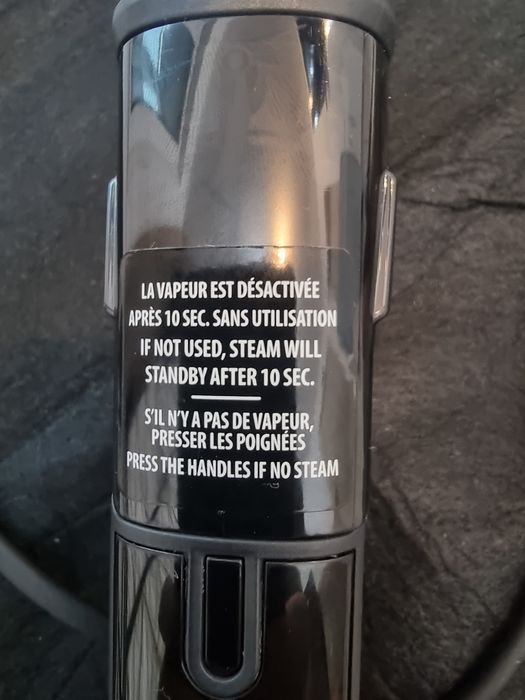 LA VAPEUR EST DÉSACTIVÉE
APRÈS 10 SEC. SANS UTILISATION
IF NOT USED, STEAM WILL
STANDBY AFTER 10 SEC.
S'IL N'Y A PAS DE VAPEUR,
PRESSER LES POIGNÉES
PRESS THE HANDLES IF NO STEAM